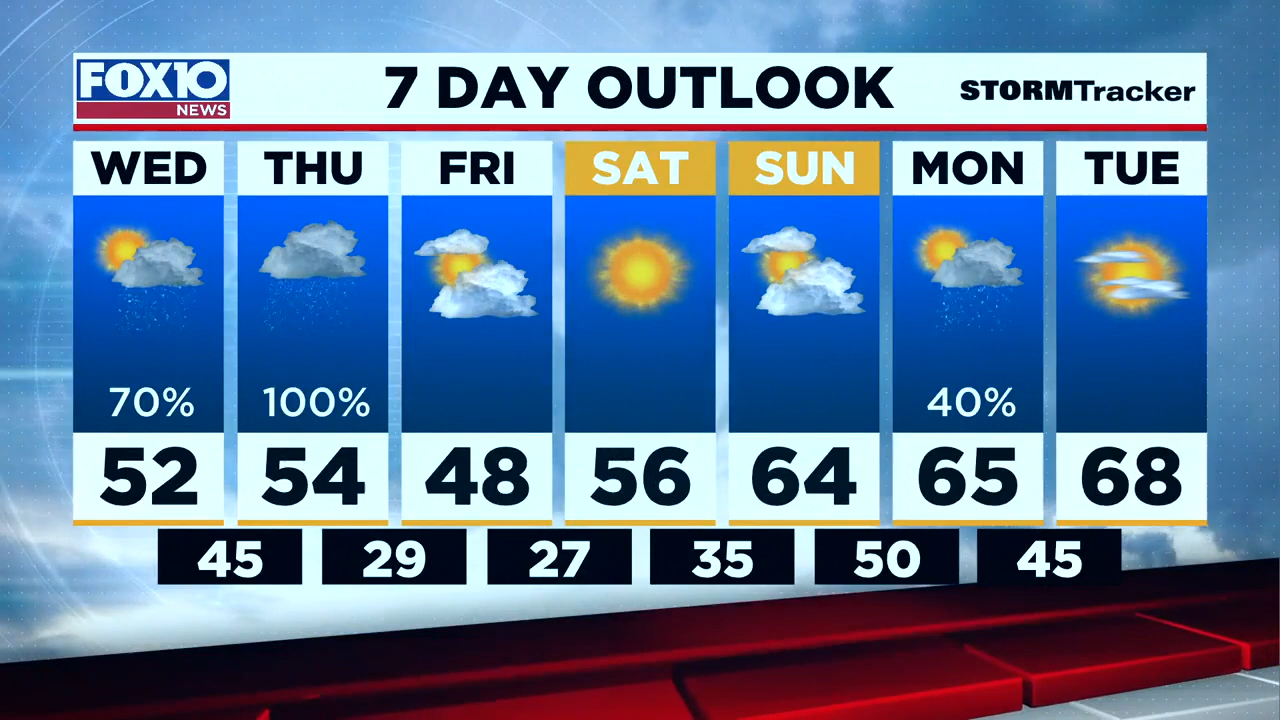 FOX10
NEWS
7 DAY OUTLOOK
STORMTracker
WED THU FRI SAT SUN MON TUE
70% 100% 40%
52 54 48 56 64 65 68
45 29 27 35 50 45